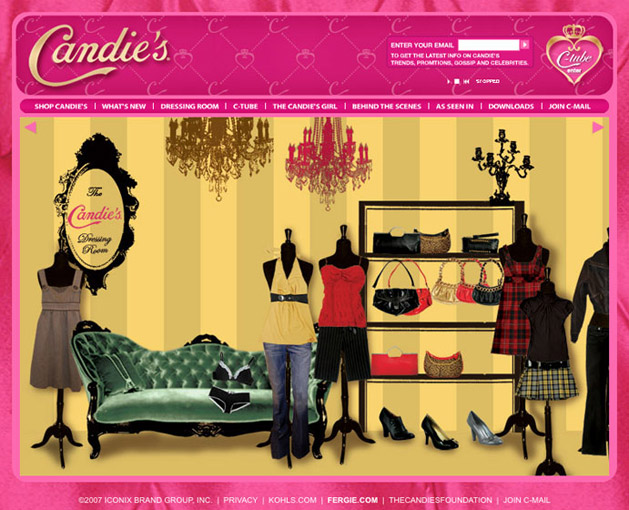 Candie's.
ENTER YOUR EMAIL
TO GET THE LATEST INFO ON CANDIE'S
TRENDS, PROMTIONS, GOSSIP AND CELEBRITIES.
STOPPED
C-tube
enter
SHOP CANDIE'S | WHAT'S NEW | DRESSING ROOM | C-TUBE | THE CANDIE'S GIRL | BEHIND THE SCENES | AS SEEN IN | DOWNLOADS | JOIN C-MAIL
The
Candie's.
Dressing
Room
©2007 ICONIX BRAND GROUP, INC. | PRIVACY | KOHLS.COM | FERGIE.COM | THECANDIESFOUNDATION | JOIN C-MAIL